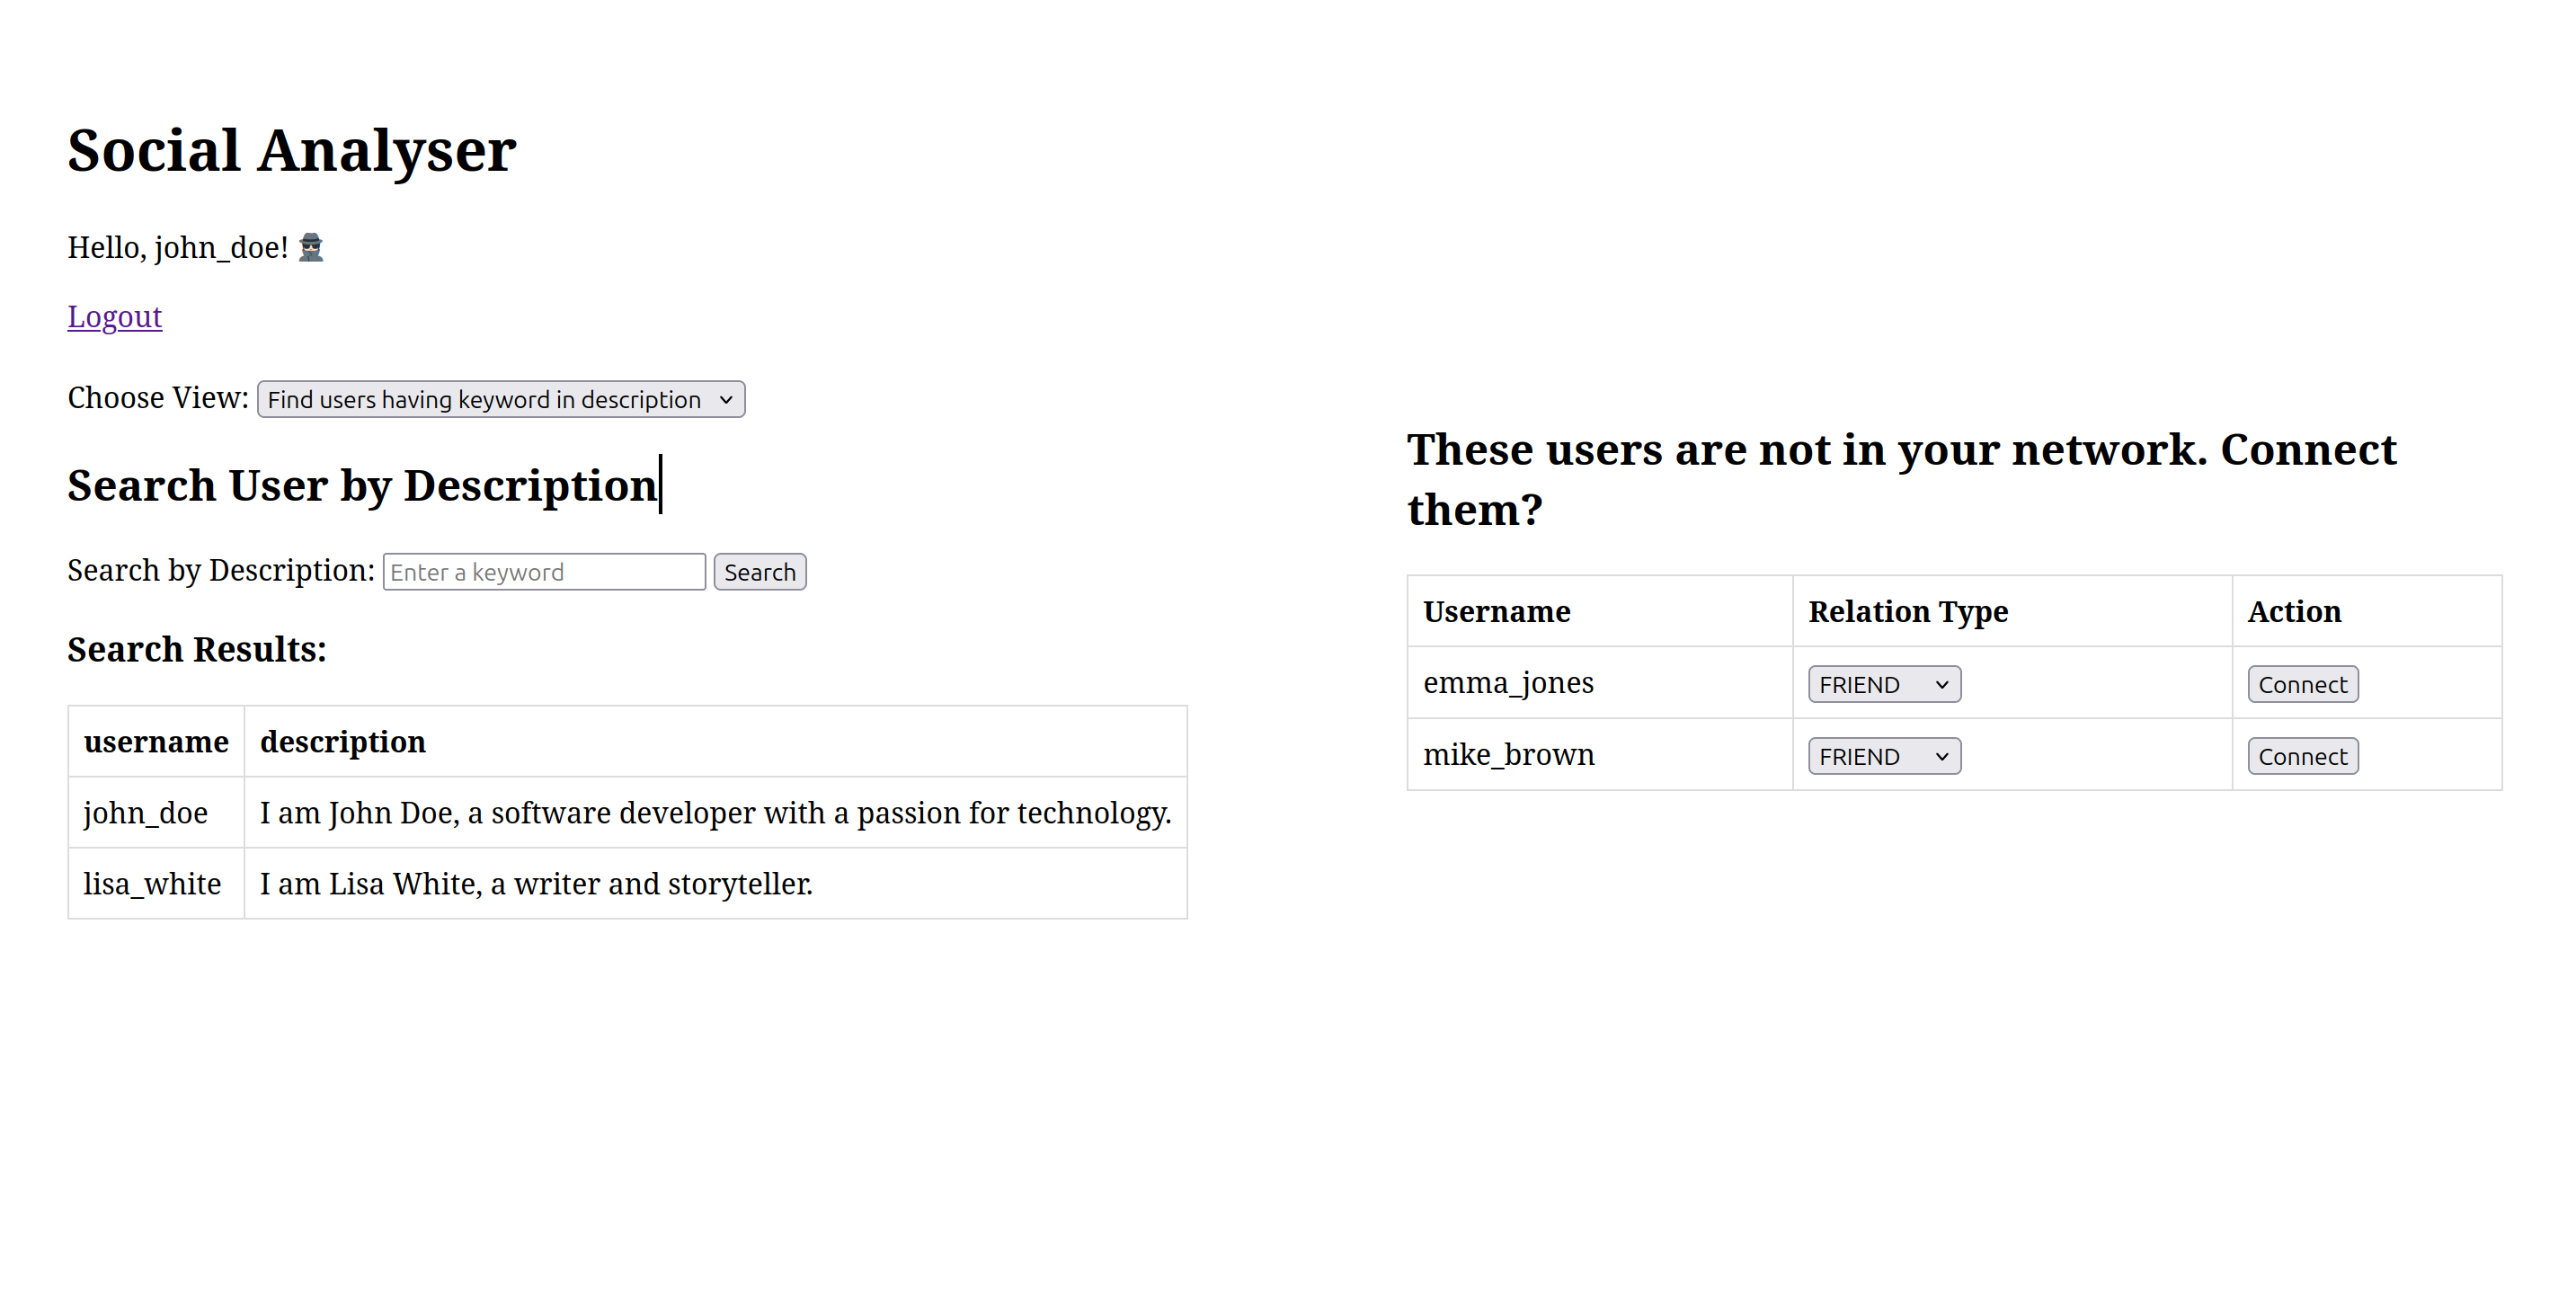 Social Analyser
Hello, john_doe! 🕵
Logout
Choose View: Find users having keyword in description
Search User by Description
Search by Description: Enter a keyword Search
Search Results:
username description
john_doe I am John Doe, a software developer with a passion for technology.
lisa_white I am Lisa White, a writer and storyteller.
These users are not in your network. Connect
them?
Username Relation Type Action
emma_jones FRIEND Connect
mike_brown FRIEND Connect